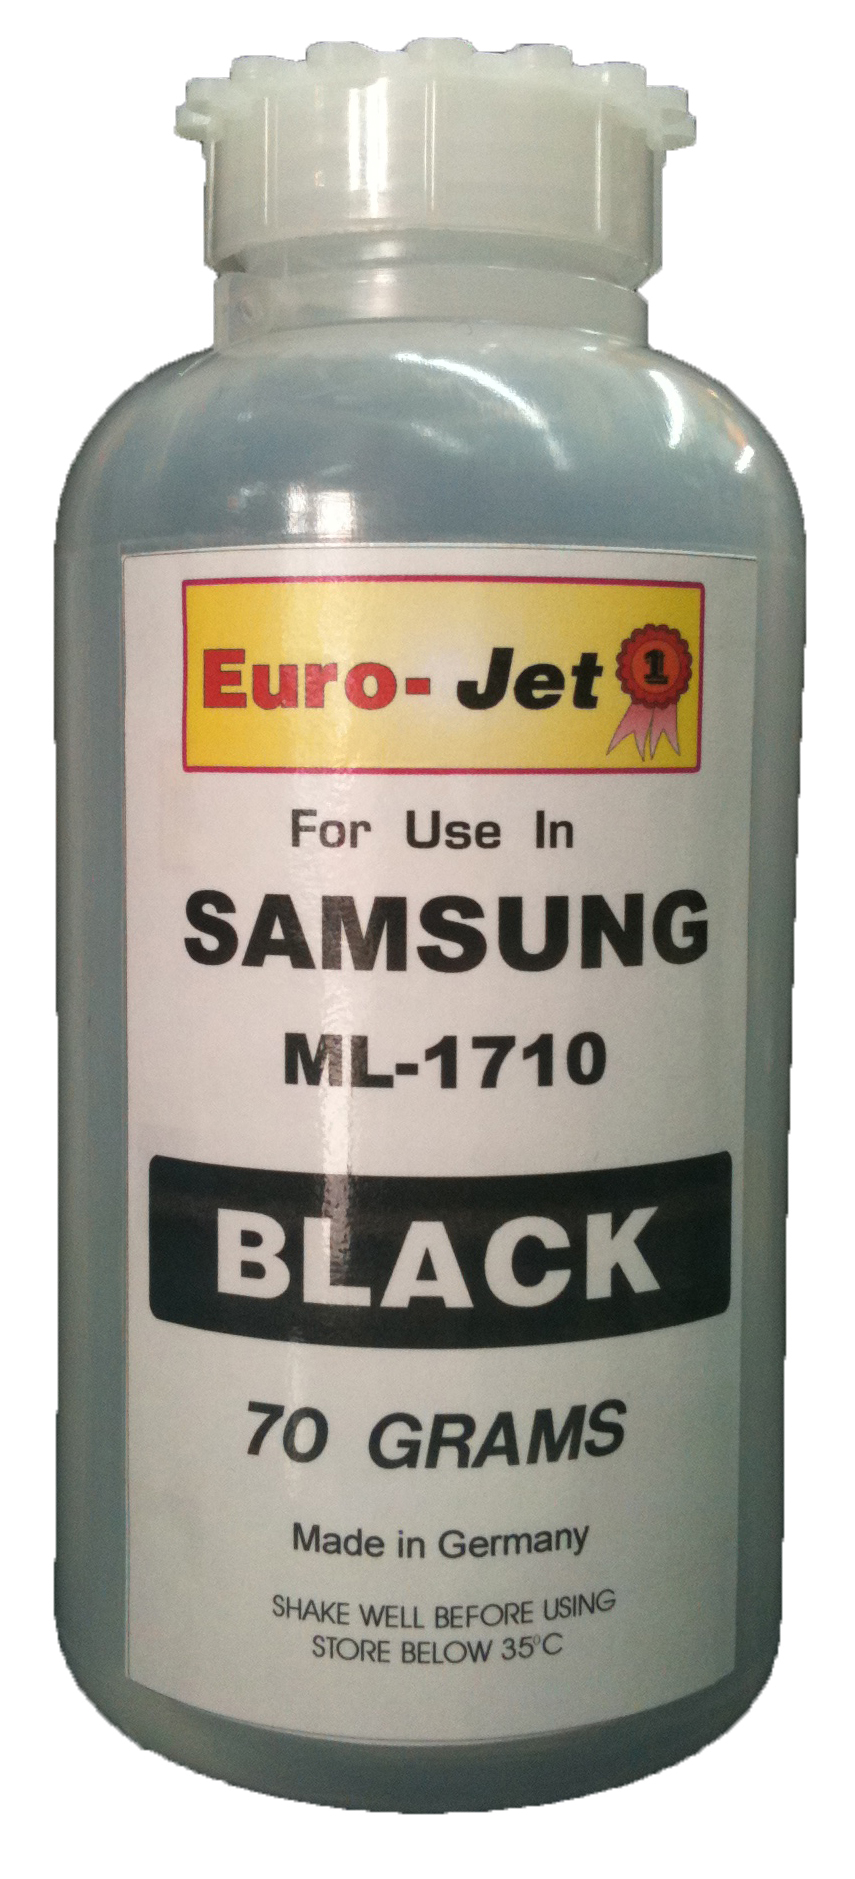 Euro-Jet 1
For Use In
SAMSUNG
ML-1710
BLACK
70 GRAMS
Made in Germany
SHAKE WELL BEFORE USING
STORE BELOW 35°C